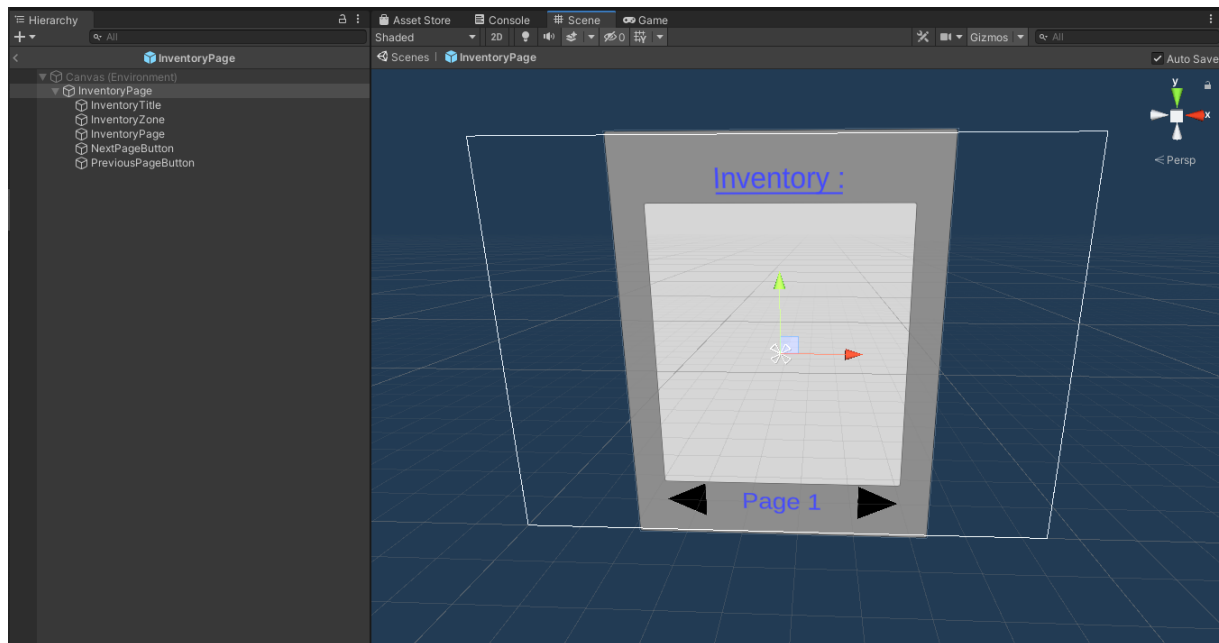 Hierarchy
All
InventoryPage
Canvas (Environment)
InventoryPage
InventoryTitle
InventoryZone
InventoryPage
NextPageButton
PreviousPageButton
Asset Store Console Scene Game
Shaded 2D 0 Gizmos All
Scenes | InventoryPage Auto Save
y
x
Persp
Inventory :
Page 1